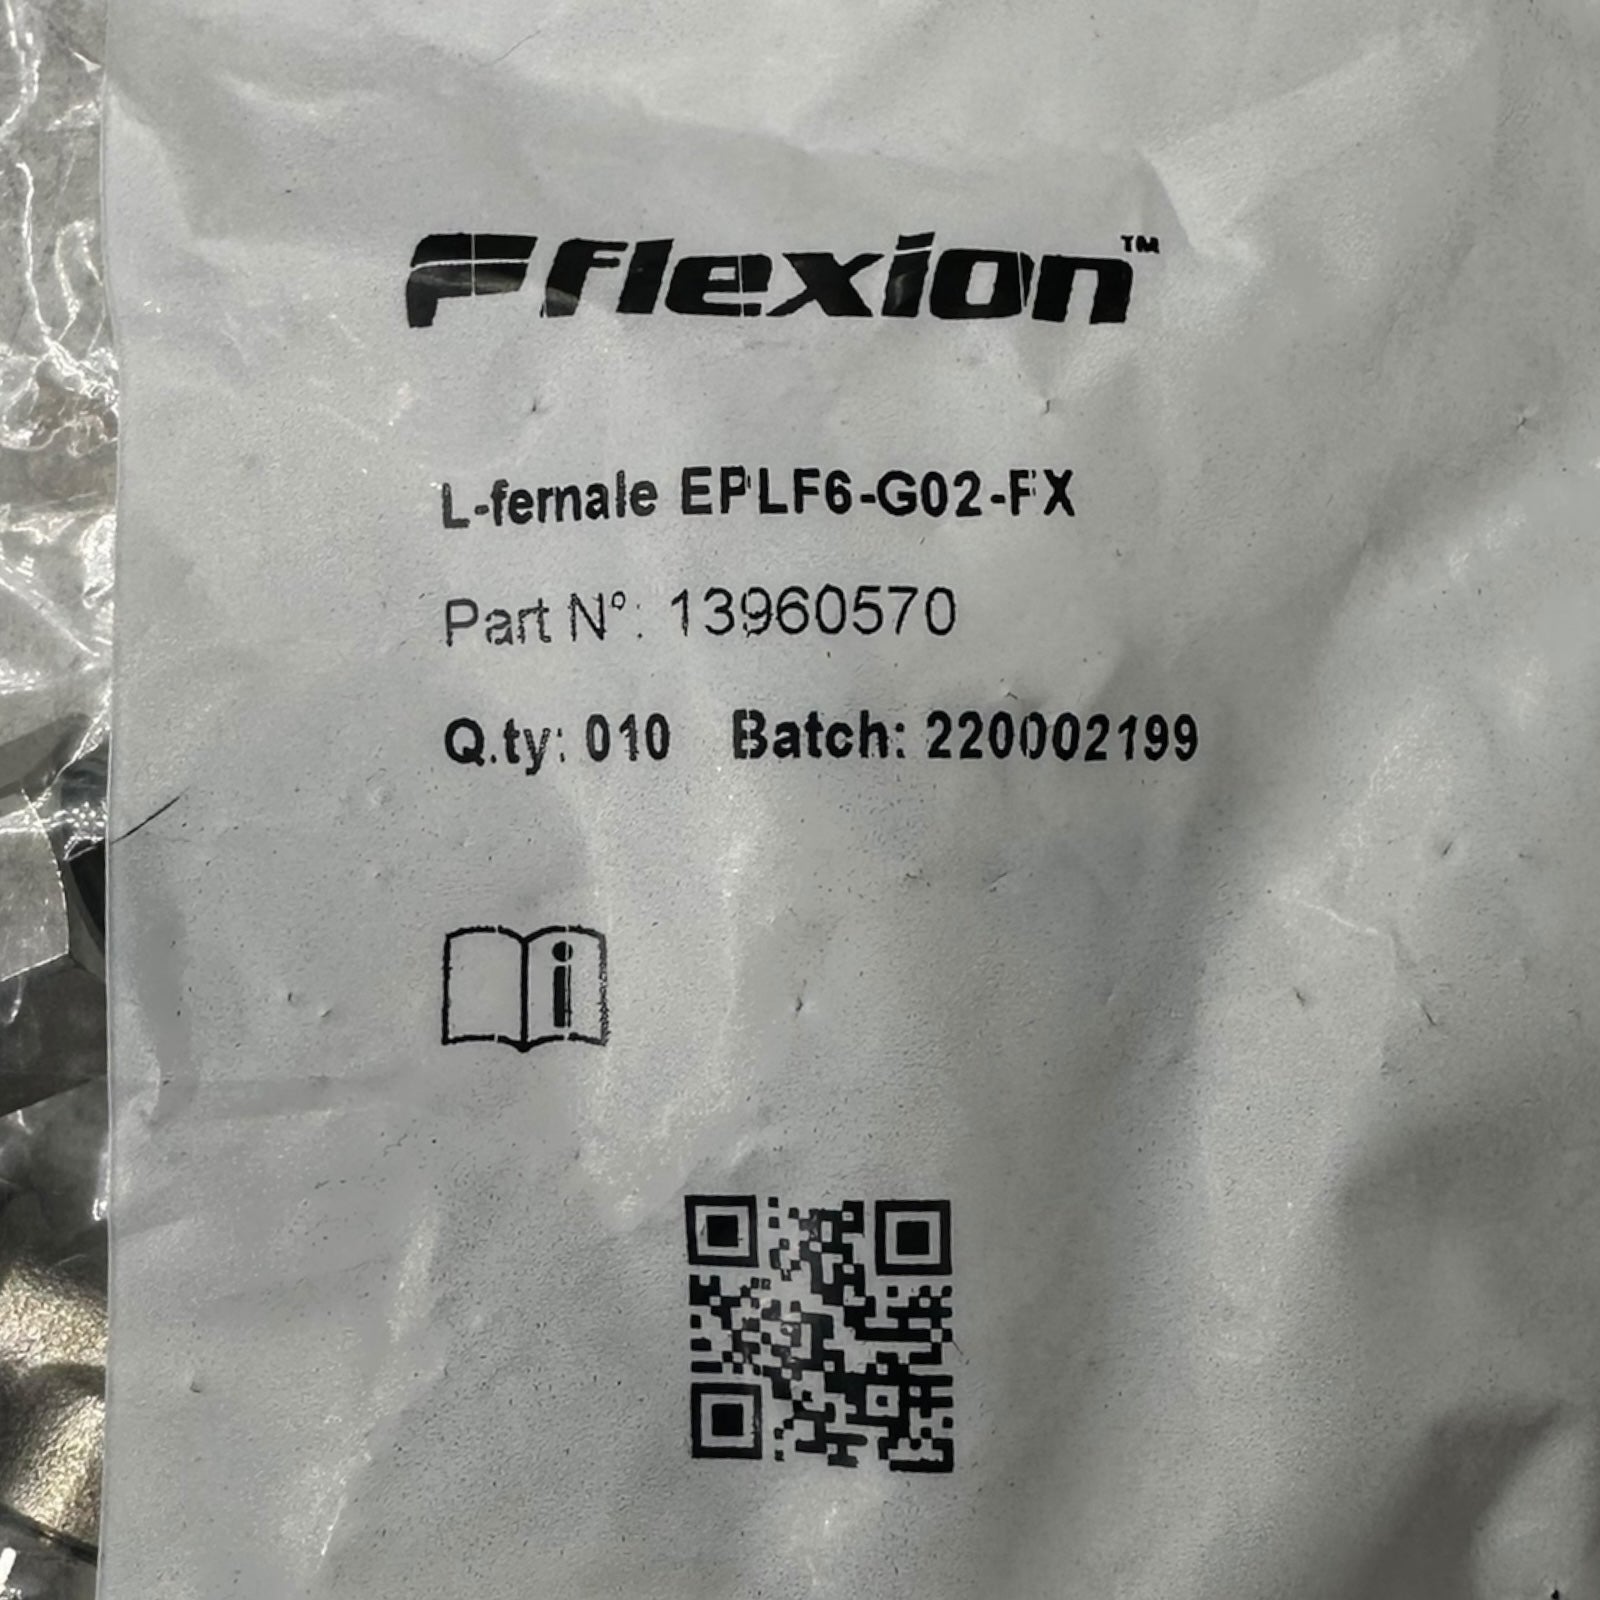 flexion™
L-female EPLF6-G02-FX
Part N°: 13960570
Q.ty: 010 Batch: 220002199
i